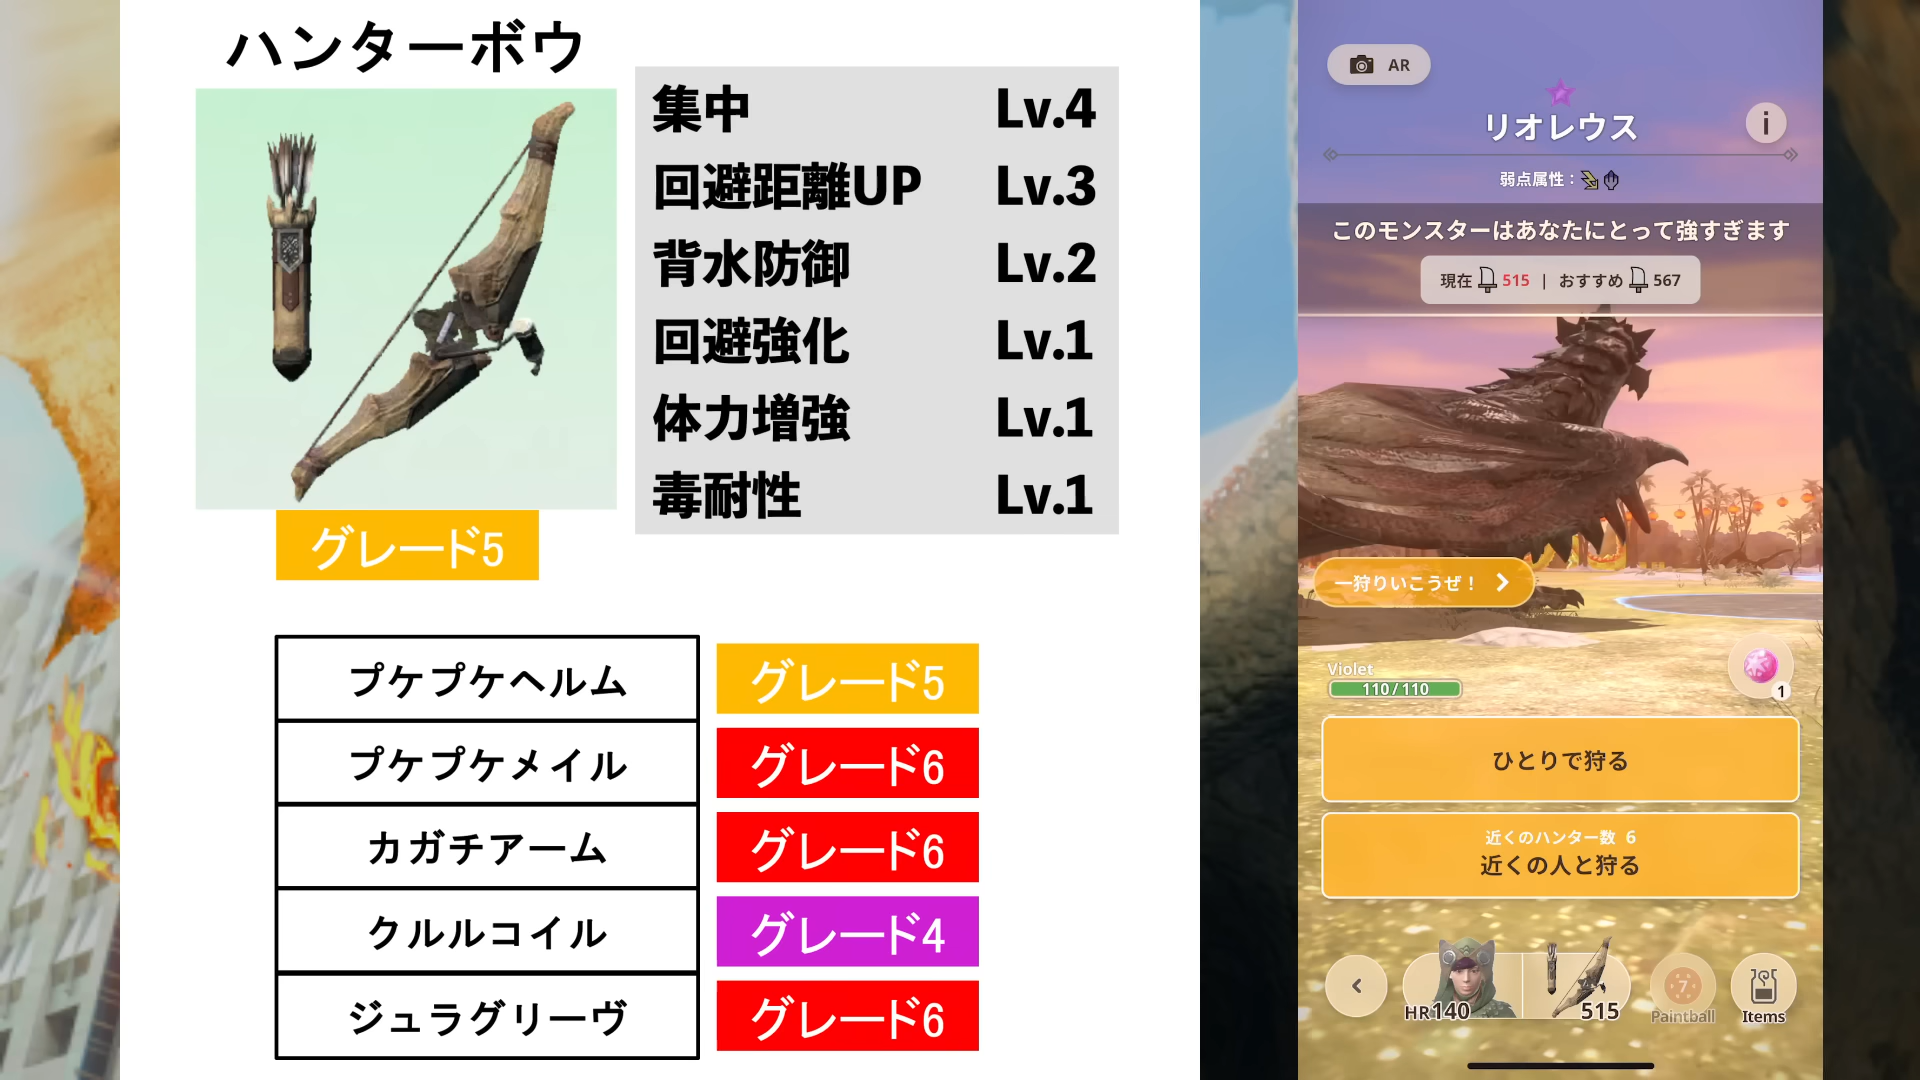 ハンターボウ
集中 Lv.4
回避距離UP Lv.3
背水防御 Lv.2
回避強化 Lv.1
体力増強 Lv.1
毒耐性 Lv.1
グレード5
プケプケヘルム グレード5
プケプケメイル グレード6
カガチアーム グレード6
クルルコイル グレード4
ジュラグリーヴ グレード6
AR
リオレウス
i
弱点属性：
このモンスターはあなたにとって強すぎます
現在 515 | おすすめ 567
一狩りいこうぜ！
Violet
110/110
1
ひとりで狩る
近くのハンター数 6
近くの人と狩る
HR140
515
7
Paintball
Items